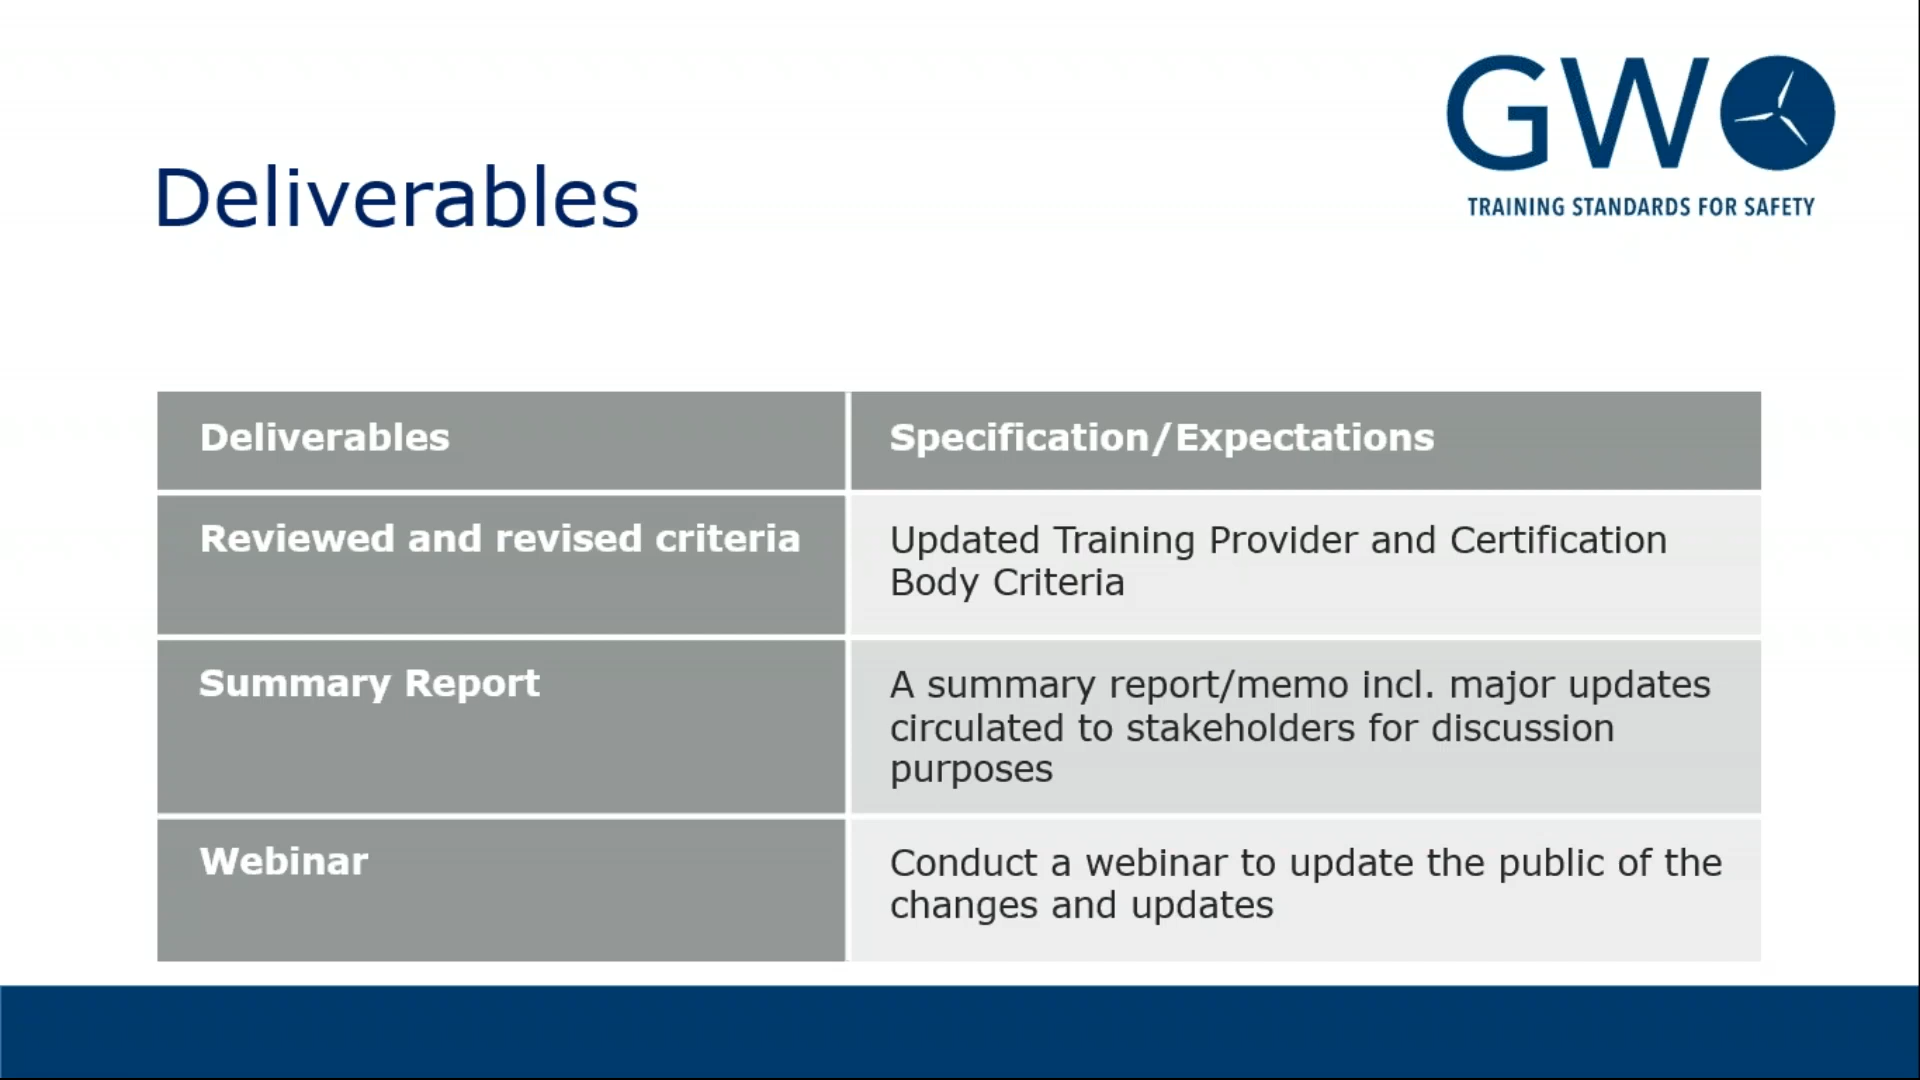 GWO
TRAINING STANDARDS FOR SAFETY
Deliverables
Deliverables
Specification/Expectations
Reviewed and revised criteria
Updated Training Provider and Certification
Body Criteria
Summary Report
A summary report/memo incl. major updates
circulated to stakeholders for discussion
purposes
Webinar
Conduct a webinar to update the public of the
changes and updates